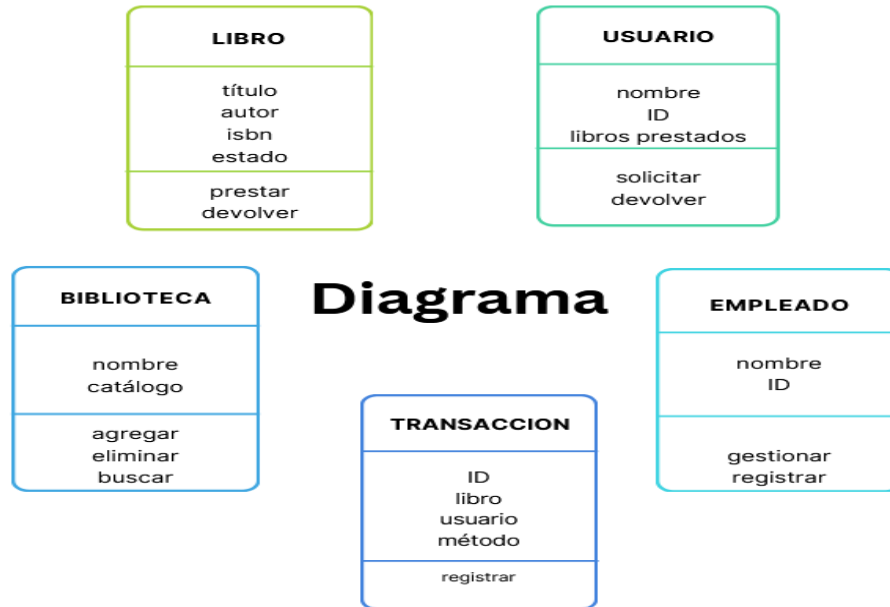 LIBRO
título
autor
isbn
estado
prestar
devolver
USUARIO
nombre
ID
libros prestados
solicitar
devolver
BIBLIOTECA
nombre
catálogo
agregar
eliminar
buscar
Diagrama
EMPLEADO
nombre
ID
gestionar
registrar
TRANSACCION
ID
libro
usuario
método
registrar